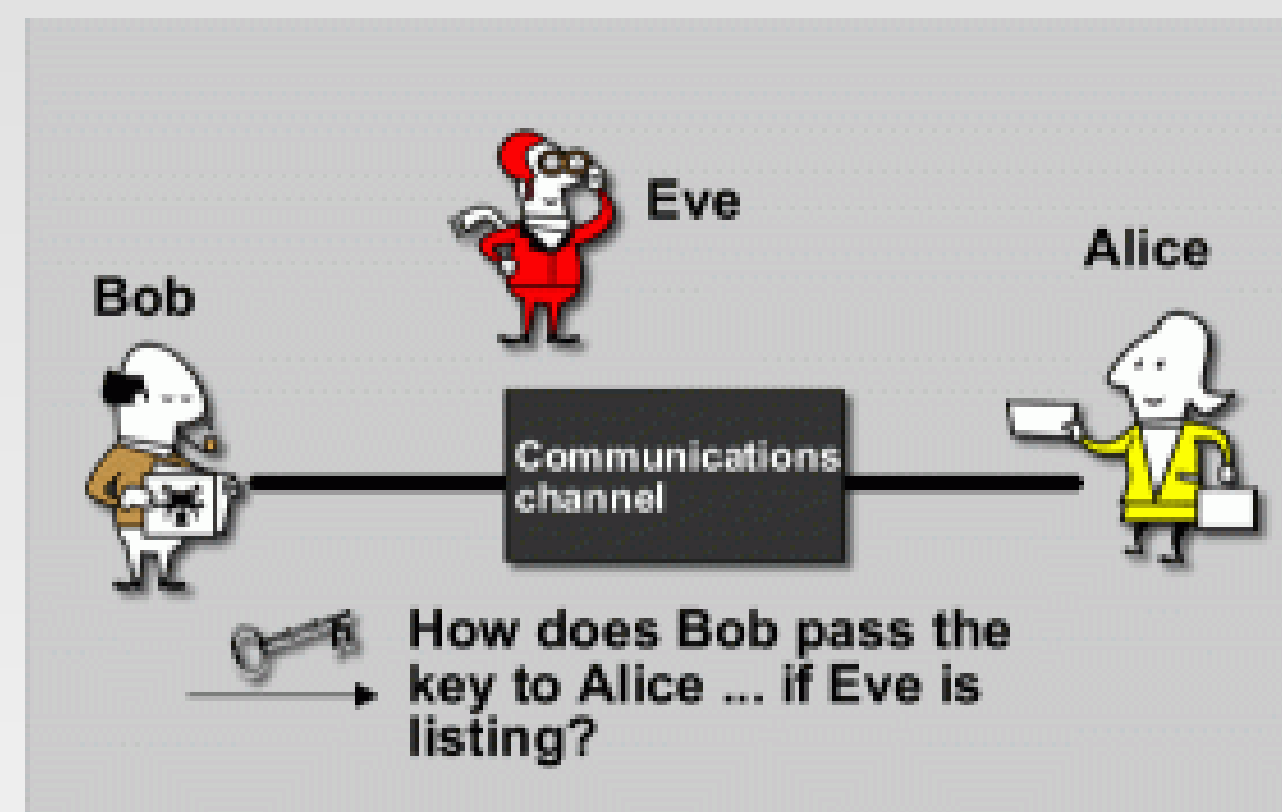 Eve
Alice
Bob
Communications
channel
How does Bob pass the
key to Alice ... if Eve is
listing?